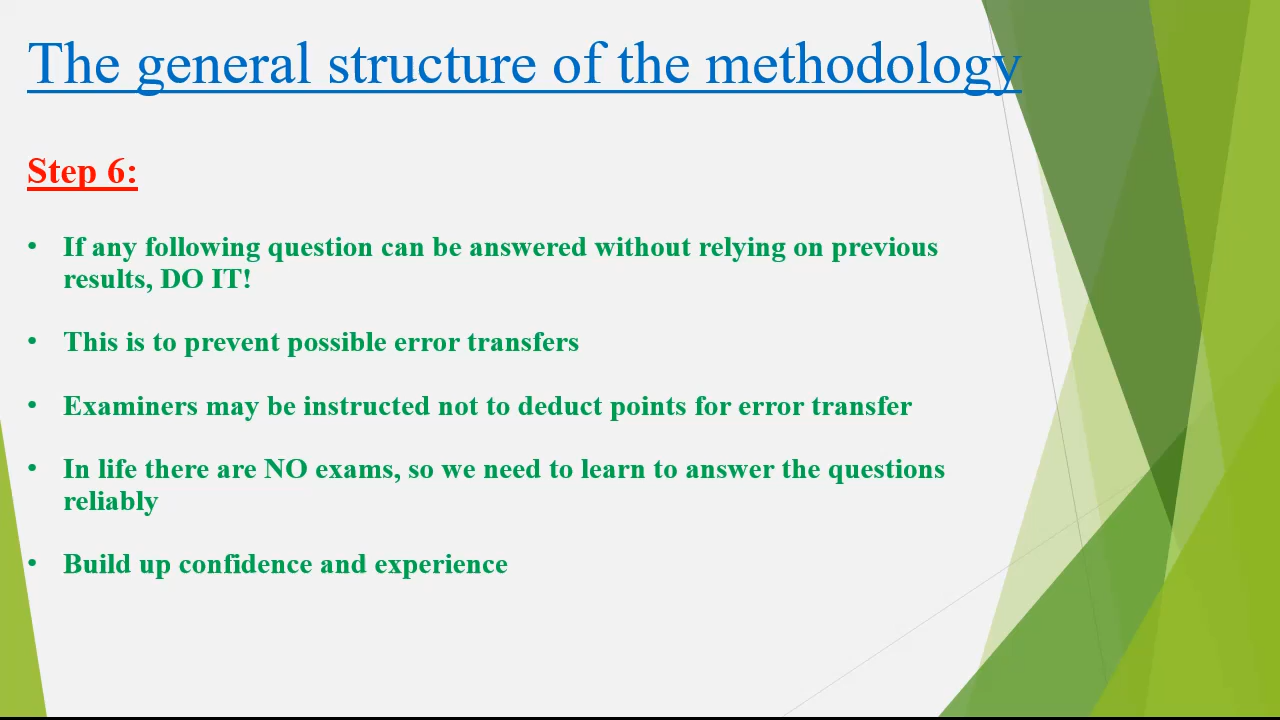 The general structure of the methodology
Step 6:
• If any following question can be answered without relying on previous
results, DO IT!
• This is to prevent possible error transfers
• Examiners may be instructed not to deduct points for error transfer
• In life there are NO exams, so we need to learn to answer the questions
reliably
• Build up confidence and experience